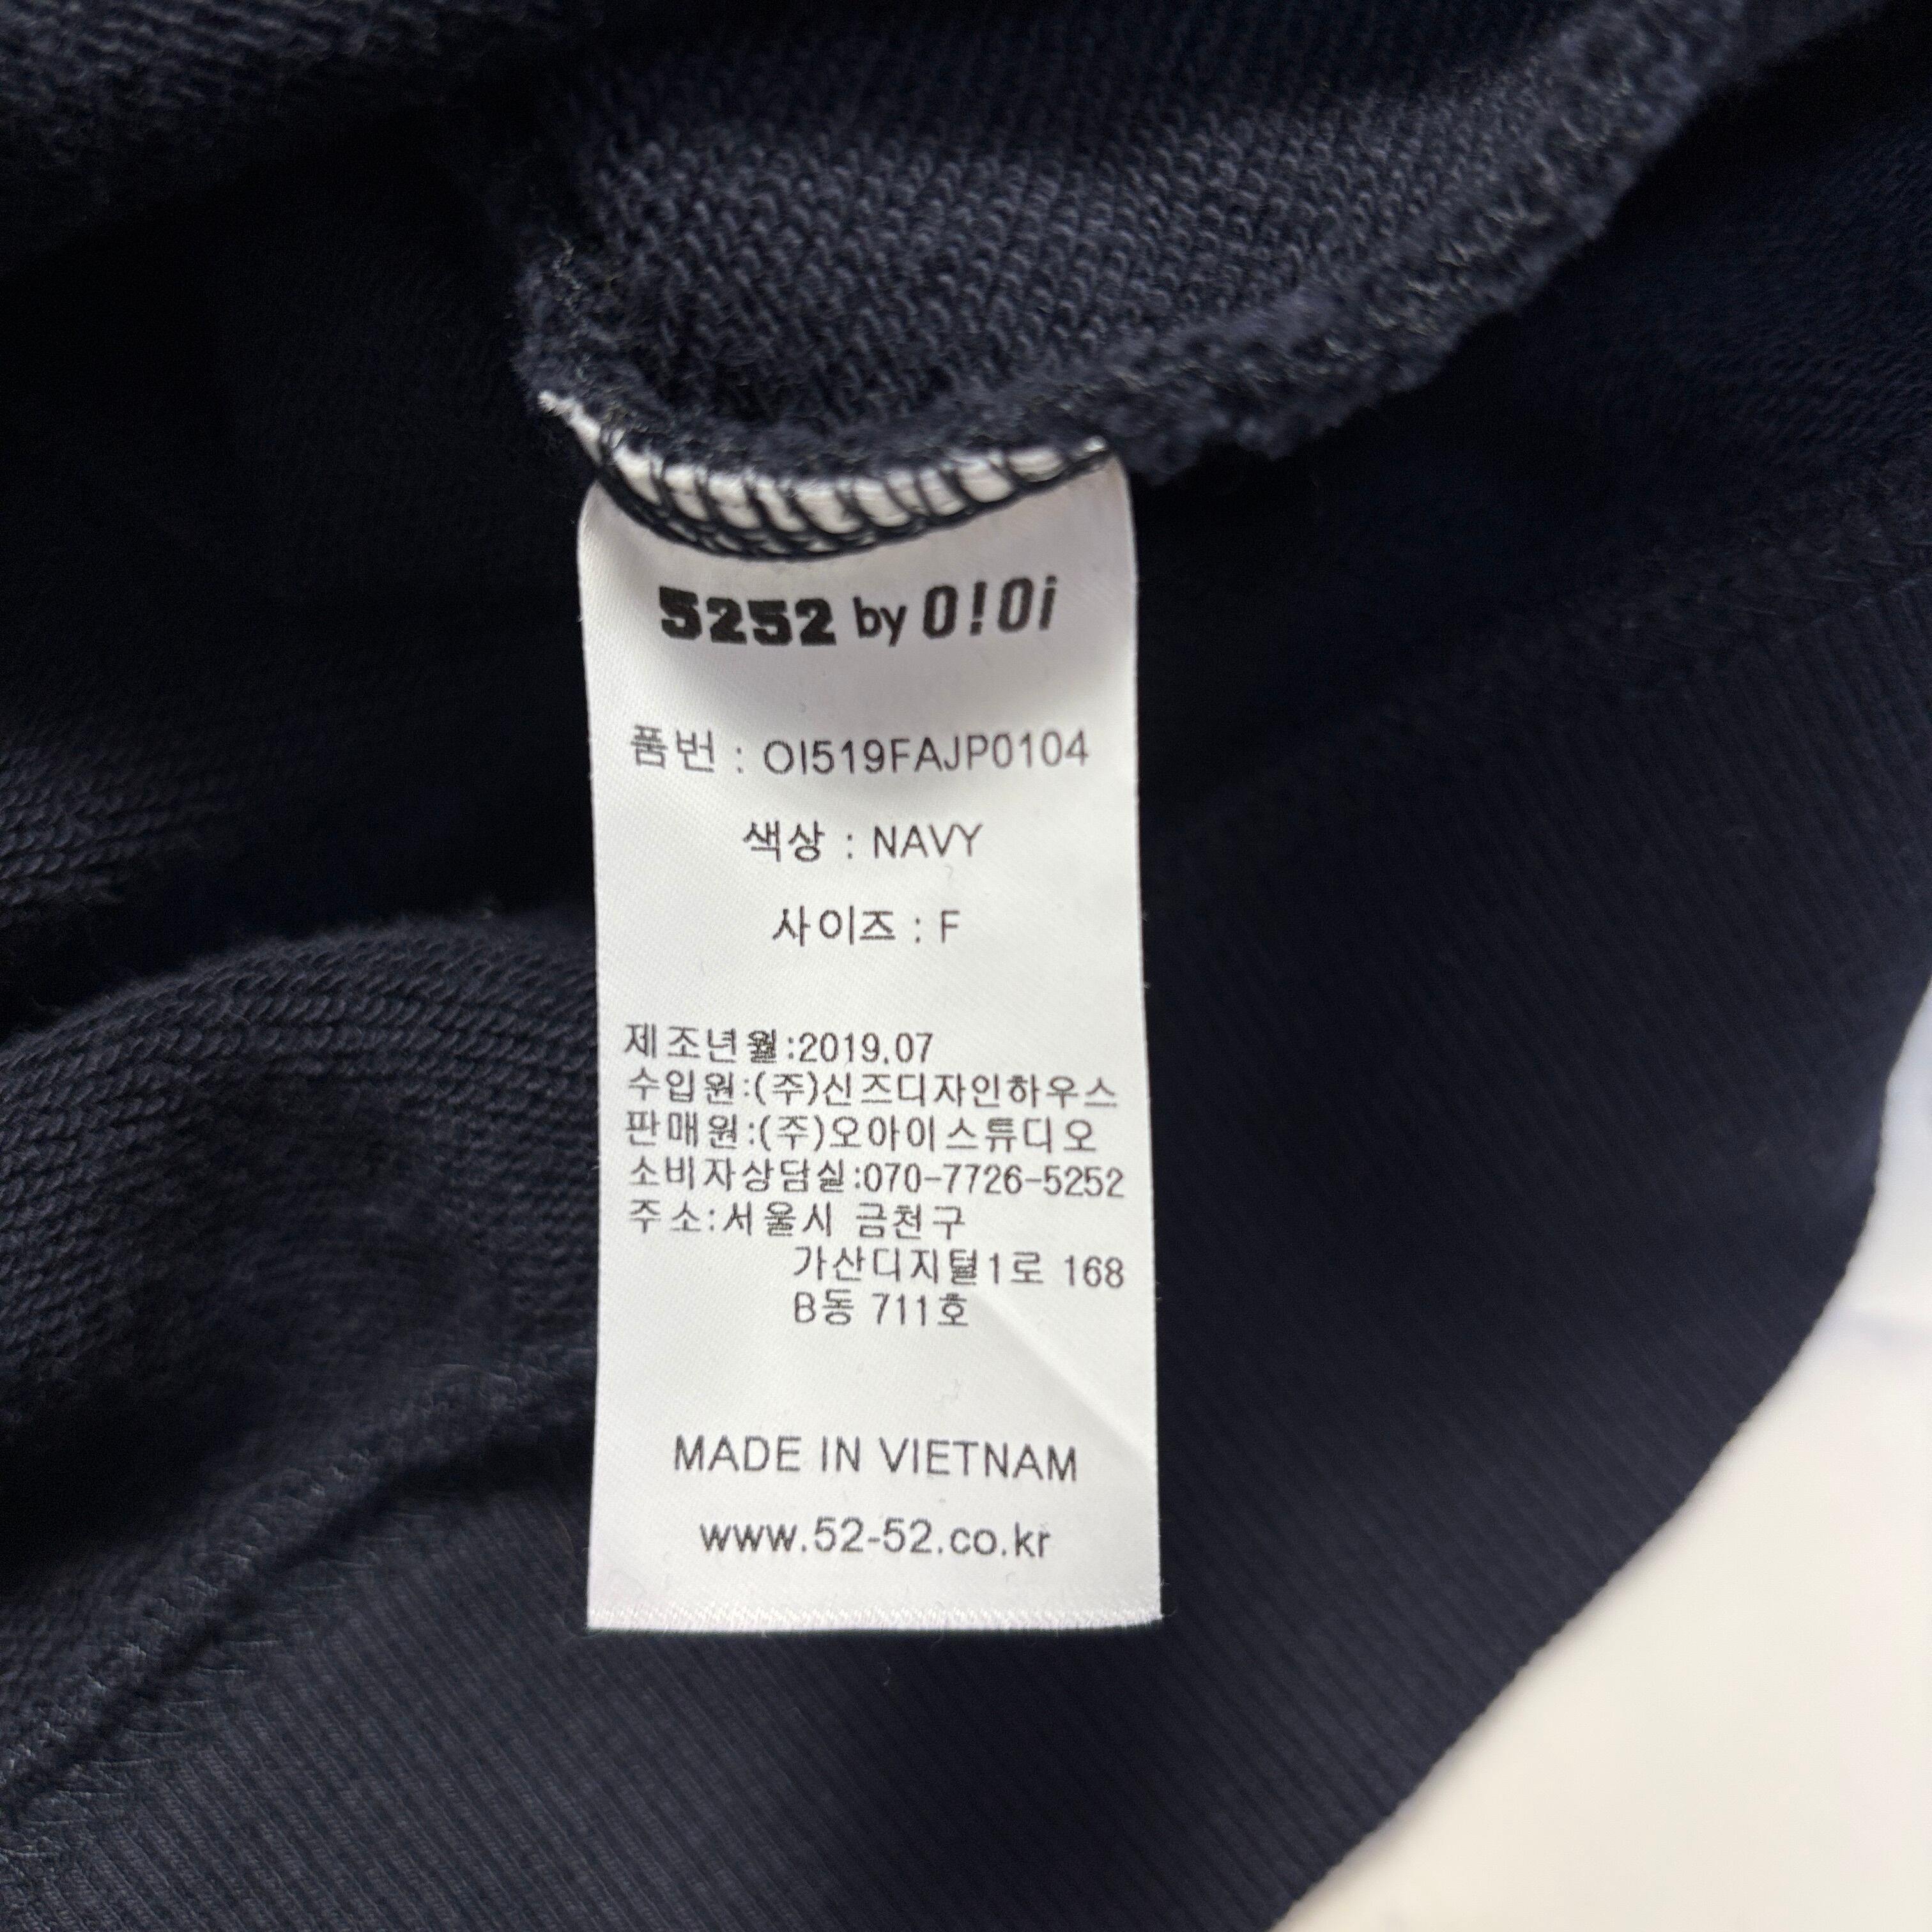 5252 by O!Oi
품번 : OI519FAJP0104
색상 : NAVY
사이즈 : F
제조년월:2019.07
수입원:(주)신즈디자인하우스
판매원:(주)오아이스튜디오
소비자상담실:070-7726-5252
주소:서울시 금천구
가산디지털1로 168
B동 711호
MADE IN VIETNAM
www.52-52.co.kr